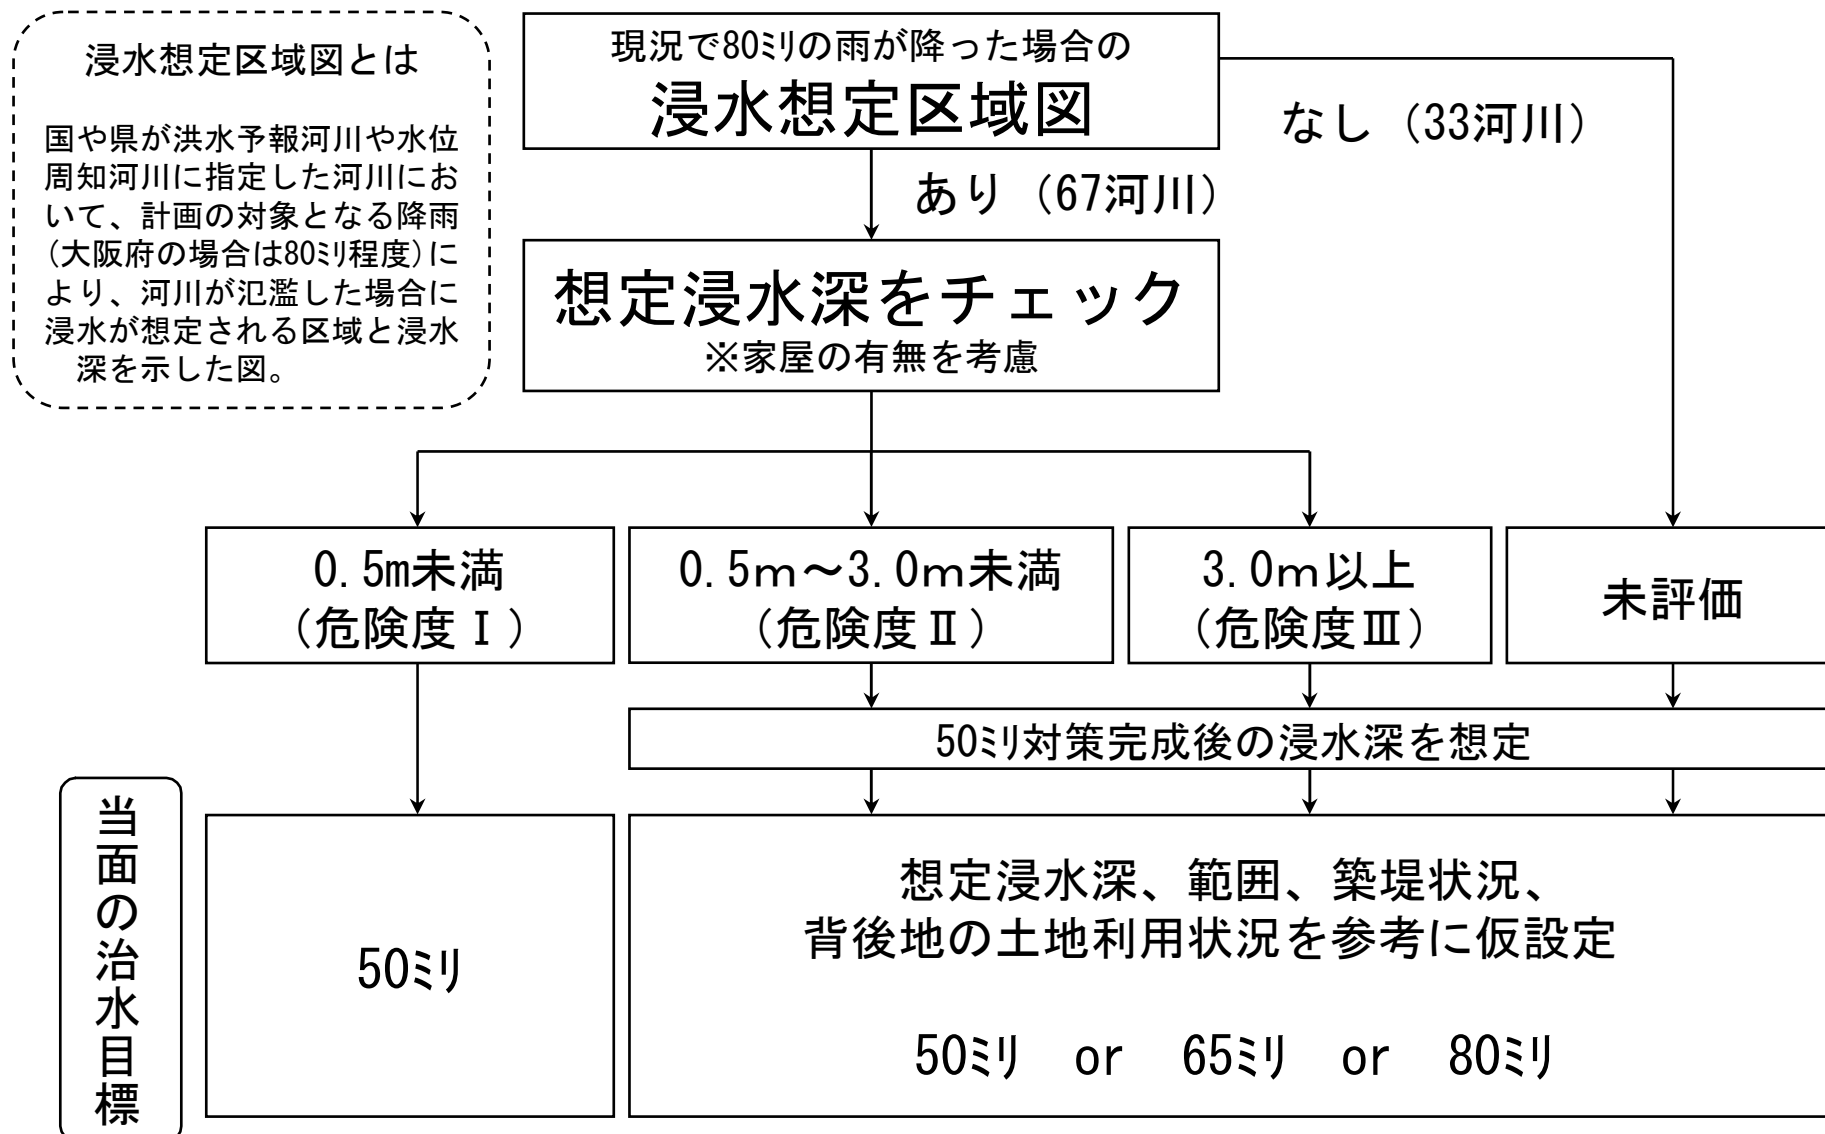 浸水想定区域図とは
国や県が洪水予報河川や水位
周知河川に指定した河川にお
いて、計画の対象となる降雨
（大阪府の場合は80ﾐﾘ程度）に
より、河川が氾濫した場合に
浸水が想定される区域と浸水
深を示した図。
現況で80ﾐﾘの雨が降った場合の
浸水想定区域図
なし（33河川）
あり（67河川）
想定浸水深をチェック
※家屋の有無を考慮
0.5m未満
（危険度Ⅰ）
0.5ｍ～3.0ｍ未満
（危険度Ⅱ）
3.0ｍ以上
（危険度Ⅲ）
未評価
50ﾐﾘ対策完成後の浸水深を想定
当面の治水目標
50ﾐﾘ
想定浸水深、範囲、築堤状況、
背後地の土地利用状況を参考に仮設定
50ﾐﾘ　or　65ﾐﾘ　or　80ﾐﾘ